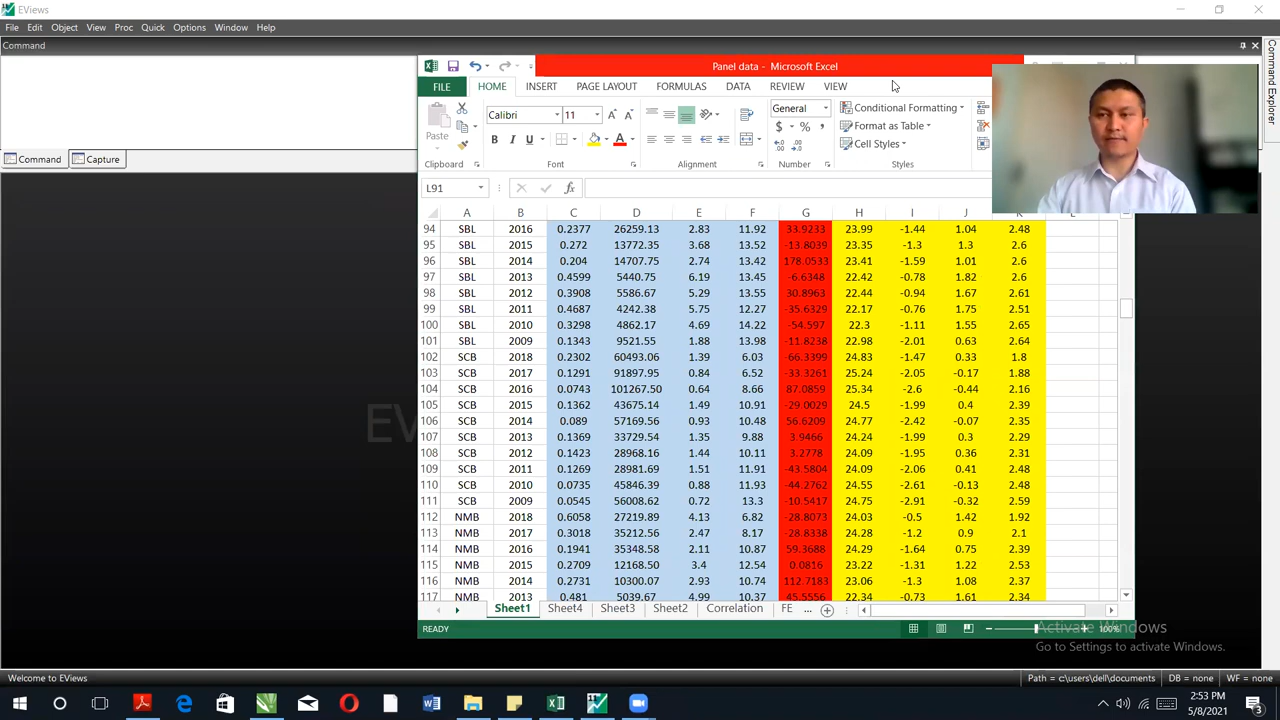 EViews
File Edit Object View Proc Quick Options Window Help
Command
Command Explorer
Command Capture
Panel data - Microsoft Excel
FILE HOME INSERT PAGE LAYOUT FORMULAS DATA REVIEW VIEW
Paste Calibri 11 General Conditional Formatting
B I U A $ % , Format as Table
Cell Styles
Clipboard Font Alignment Number Styles
L91 fx
A B C D E F G H I J K L
94 SBL 2016 0.2377 26259.13 2.83 11.92 33.9233 23.99 -1.44 1.04 2.48
95 SBL 2015 0.272 13772.35 3.68 13.52 -13.8039 23.35 -1.3 1.3 2.6
96 SBL 2014 0.204 14707.75 2.74 13.42 178.0533 23.41 -1.59 1.01 2.6
97 SBL 2013 0.4599 5440.75 6.19 13.45 -6.6348 22.42 -0.78 1.82 2.6
98 SBL 2012 0.3908 5586.67 5.29 13.55 30.8963 22.44 -0.94 1.67 2.61
99 SBL 2011 0.4687 4242.38 5.75 12.27 -35.6329 22.17 -0.76 1.75 2.51
100 SBL 2010 0.3298 4862.17 4.69 14.22 -54.597 22.3 -1.11 1.55 2.65
101 SBL 2009 0.1343 9521.55 1.88 13.98 -11.8238 22.98 -2.01 0.63 2.64
102 SCB 2018 0.2302 60493.06 1.39 6.03 -66.3399 24.83 -1.47 0.33 1.8
103 SCB 2017 0.1291 91897.95 0.84 6.52 -33.3261 25.24 -2.05 -0.17 1.88
104 SCB 2016 0.0743 101267.50 0.64 8.66 87.0859 25.34 -2.6 -0.44 2.16
105 SCB 2015 0.1362 43675.14 1.49 10.91 -29.0029 24.5 -1.99 0.4 2.39
106 SCB 2014 0.089 57169.56 0.93 10.48 56.6209 24.77 -2.42 -0.07 2.35
107 SCB 2013 0.1369 33729.54 1.35 9.88 3.9466 24.24 -1.99 0.3 2.29
108 SCB 2012 0.1423 28968.16 1.44 10.11 3.2778 24.09 -1.95 0.36 2.31
109 SCB 2011 0.1269 28981.69 1.51 11.91 -43.5804 24.09 -2.06 0.41 2.48
110 SCB 2010 0.0735 45846.39 0.88 11.93 -44.2762 24.55 -2.61 -0.13 2.48
111 SCB 2009 0.0545 56008.62 0.72 13.3 -10.5417 24.75 -2.91 -0.32 2.59
112 NMB 2018 0.6058 27219.89 4.13 6.82 -28.8073 24.03 -0.5 1.42 1.92
113 NMB 2017 0.3018 35212.56 2.47 8.17 -28.8338 24.28 -1.2 0.9 2.1
114 NMB 2016 0.1941 35348.58 2.11 10.87 59.3688 24.29 -1.64 0.75 2.39
115 NMB 2015 0.2709 12168.50 3.4 12.54 0.0816 23.22 -1.31 1.22 2.53
116 NMB 2014 0.2731 10300.07 2.93 10.74 112.7183 23.06 -1.3 1.08 2.37
117 NMB 2013 0.481 5039.67 4.99 10.37 45.5556 22.34 -0.73 1.61 2.34
Sheet1 Sheet4 Sheet3 Sheet2 Correlation FE ...
READY 100%
Activate Windows
Go to Settings to activate Windows.
Welcome to EViews Path = c:\users\dell\documents DB = none WF = none
2:53 PM
5/8/2021
3